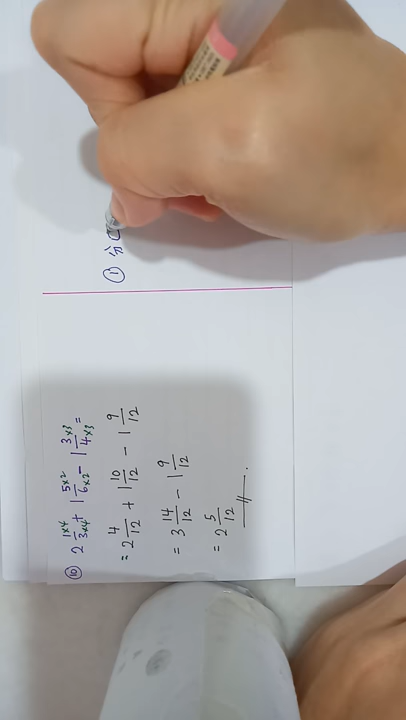 ⑩ 2 1×4/3×4 + 1 5×2/6×2 - 1 3×3/4×3 =
= 2 4/12 + 1 10/12 - 1 9/12
= 3 14/12 - 1 9/12
= 2 5/12
① 分